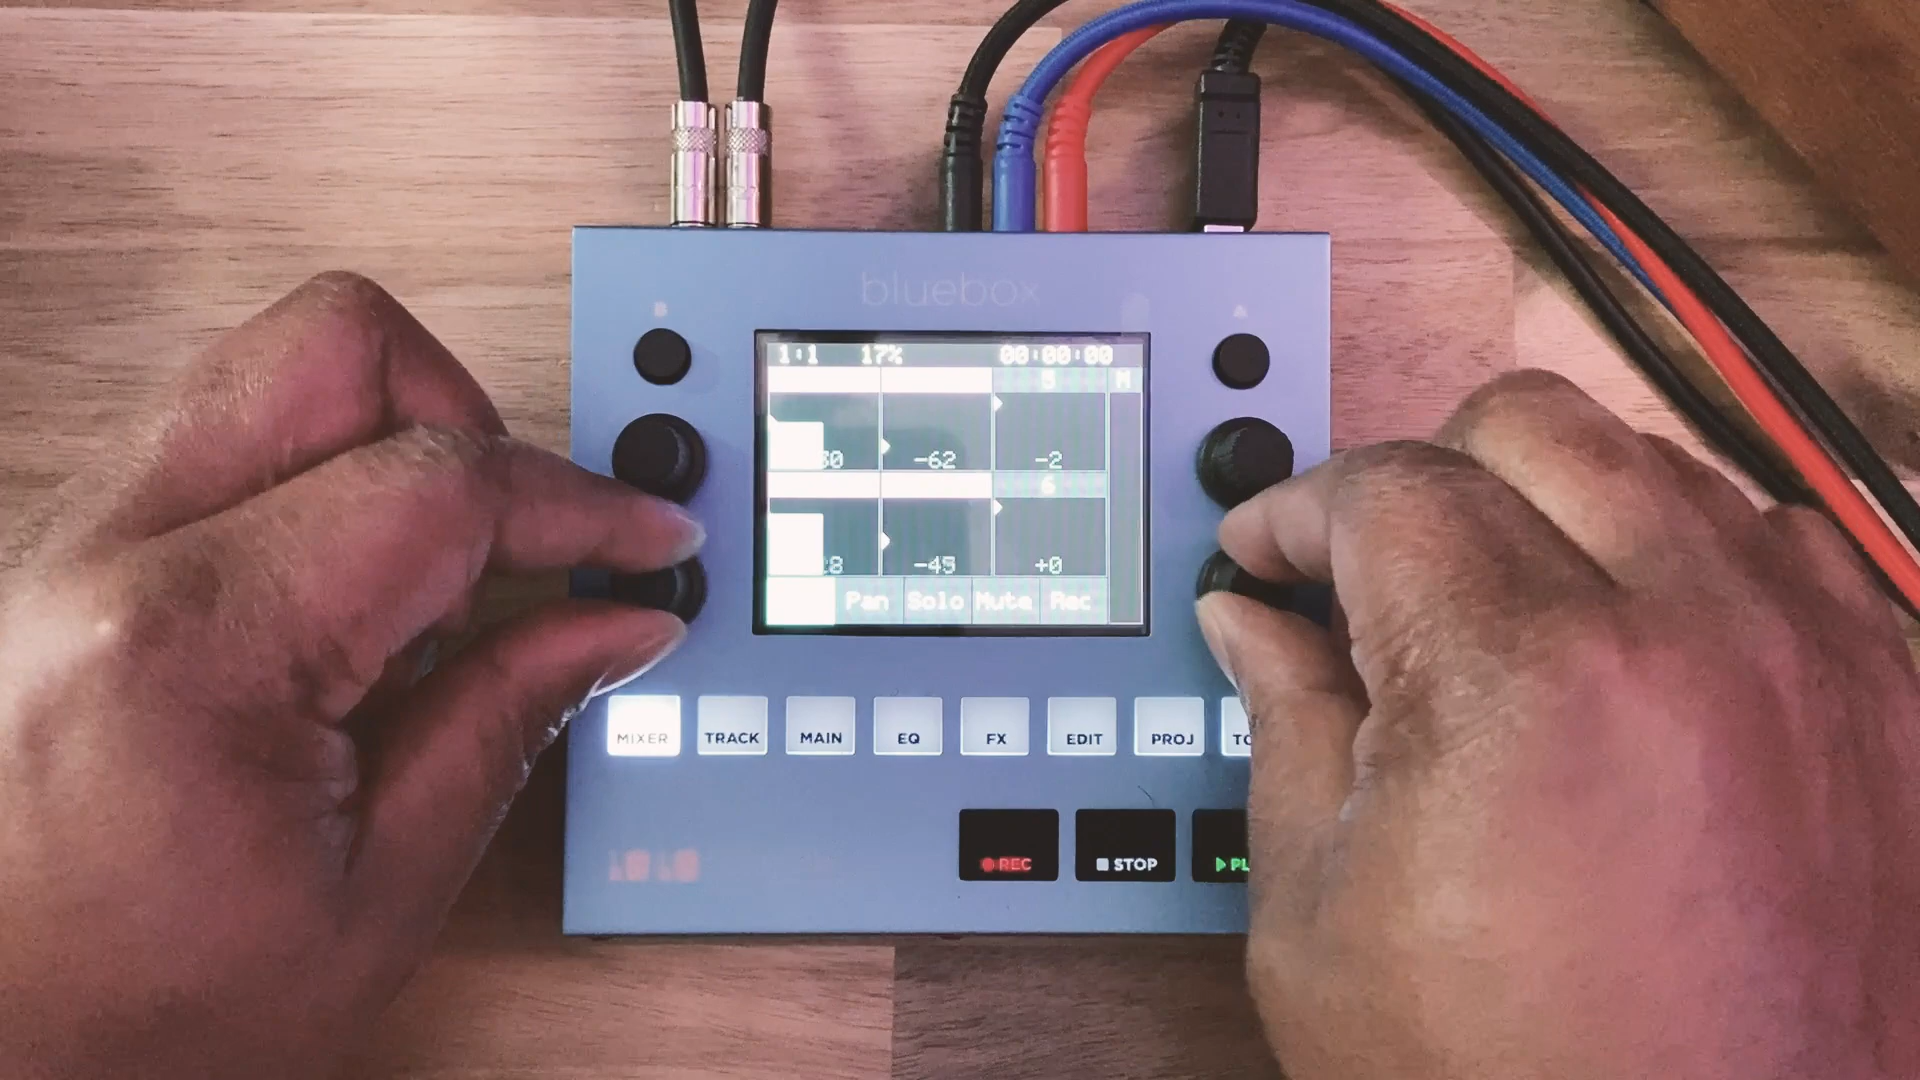 bluebox
B
A
1:1 17% 00:00:00
5 M
-62 -2
6
-45 +0
Pan Solo Mute Rec
MIXER TRACK MAIN EQ FX EDIT PROJ
REC STOP